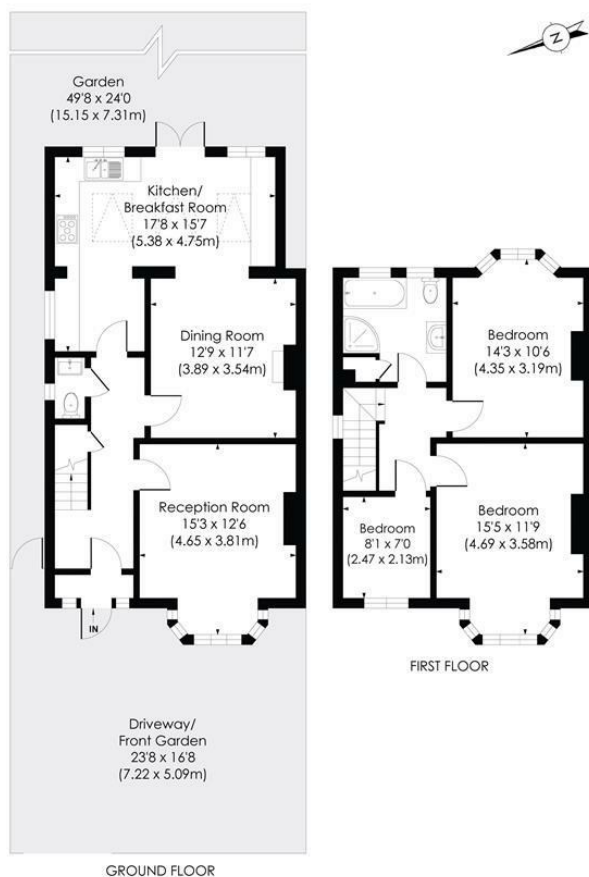 N
Garden
49'8 x 24'0
(15.15 x 7.31m)
Kitchen/
Breakfast Room
17'8 x 15'7
(5.38 x 4.75m)
Dining Room
12'9 x 11'7
(3.89 x 3.54m)
Reception Room
15'3 x 12'6
(4.65 x 3.81m)
IN
Driveway/
Front Garden
23'8 x 16'8
(7.22 x 5.09m)
GROUND FLOOR
Bedroom
14'3 x 10'6
(4.35 x 3.19m)
Bedroom
8'1 x 7'0
(2.47 x 2.13m)
Bedroom
15'5 x 11'9
(4.69 x 3.58m)
FIRST FLOOR